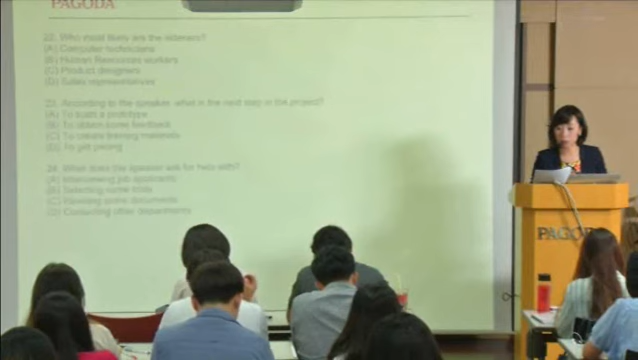 PAGODA
22. Who most likely are the listeners?
(A) Computer technicians
(B) Human Resources workers
(C) Product designers
(D) Sales representatives
23. According to the speaker, what is the next step in the project?
(A) To build a prototype
(B) To obtain some feedback
(C) To create training materials
(D) To get pricing
24. What does the speaker ask for help with?
(A) Interviewing job applicants
(B) Selecting some
(C) some documents
(D) Contacting other departments
PAGODA